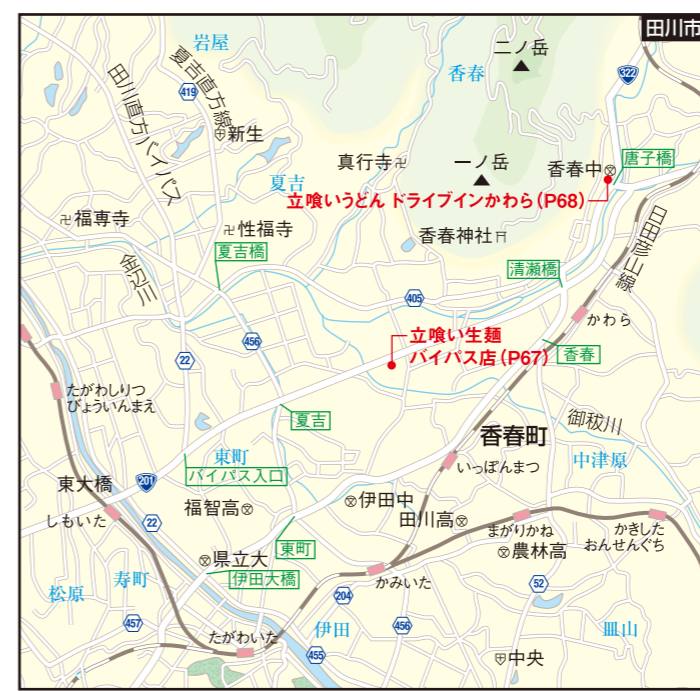 田川市
岩屋
二ノ岳
香春
322
夏吉直方線
田川直方バイパス
419
新生
真行寺
一ノ岳
香春中
唐子橋
夏吉
立喰いうどん ドライブインかわら(P68)
福専寺
性福寺
香春神社
日田彦山線
夏吉橋
金辺川
清瀬橋
405
かわら
立喰い生麺
バイパス店(P67)
456
22
香春
たがわしりつ
びょういんまえ
夏吉
御秡川
香春町
東町
いっぽんまつ
中津原
バイパス入口
東大橋
201
しもいた
福智高
伊田中
田川高
22
まがりかね
かきした
おんせんぐち
東町
農林高
県立大
伊田大橋
かみいた
52
松原
寿町
204
457
伊田
456
皿山
たがわいた
455
中央